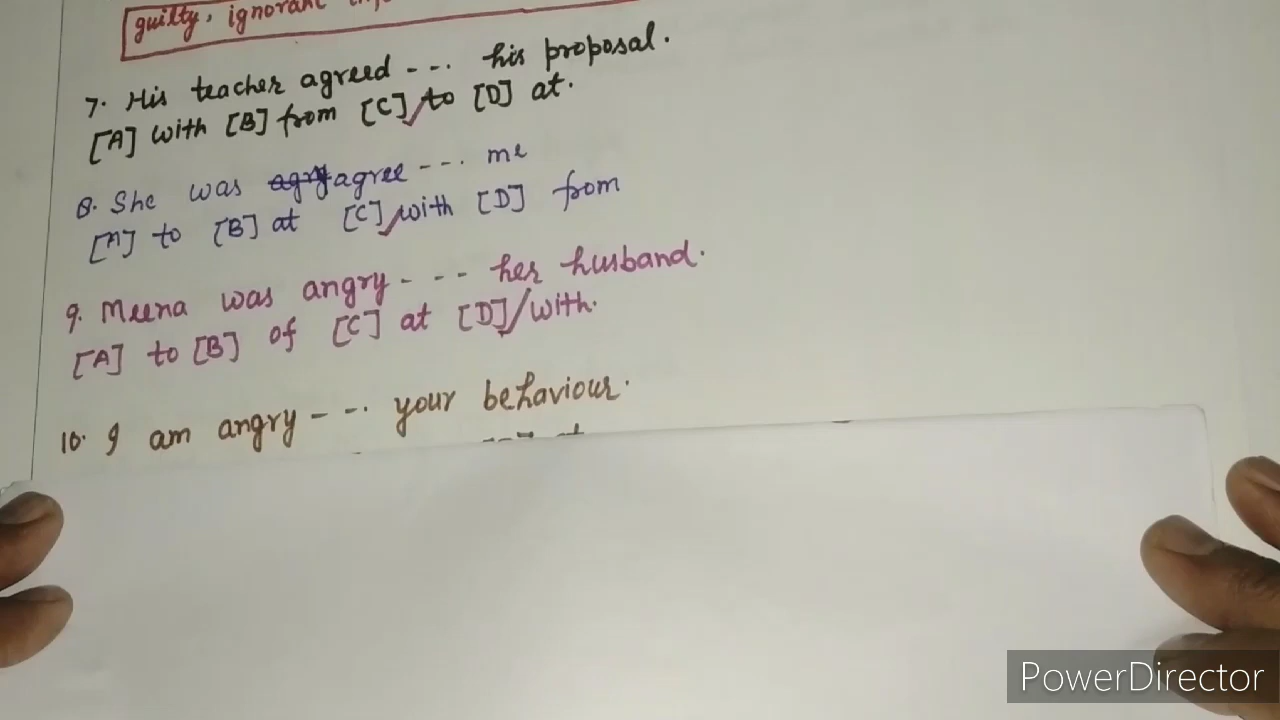 guilty, ignorant
7. His teacher agreed --. his proposal.
[A] with [B] from [C] to [D] at.
8. She was agree --. me
[A] to [B] at [C] with [D] from
9. Meena was angry --- her husband.
[A] to [B] of [C] at [D] with.
10. I am angry --. your behaviour.
PowerDirector